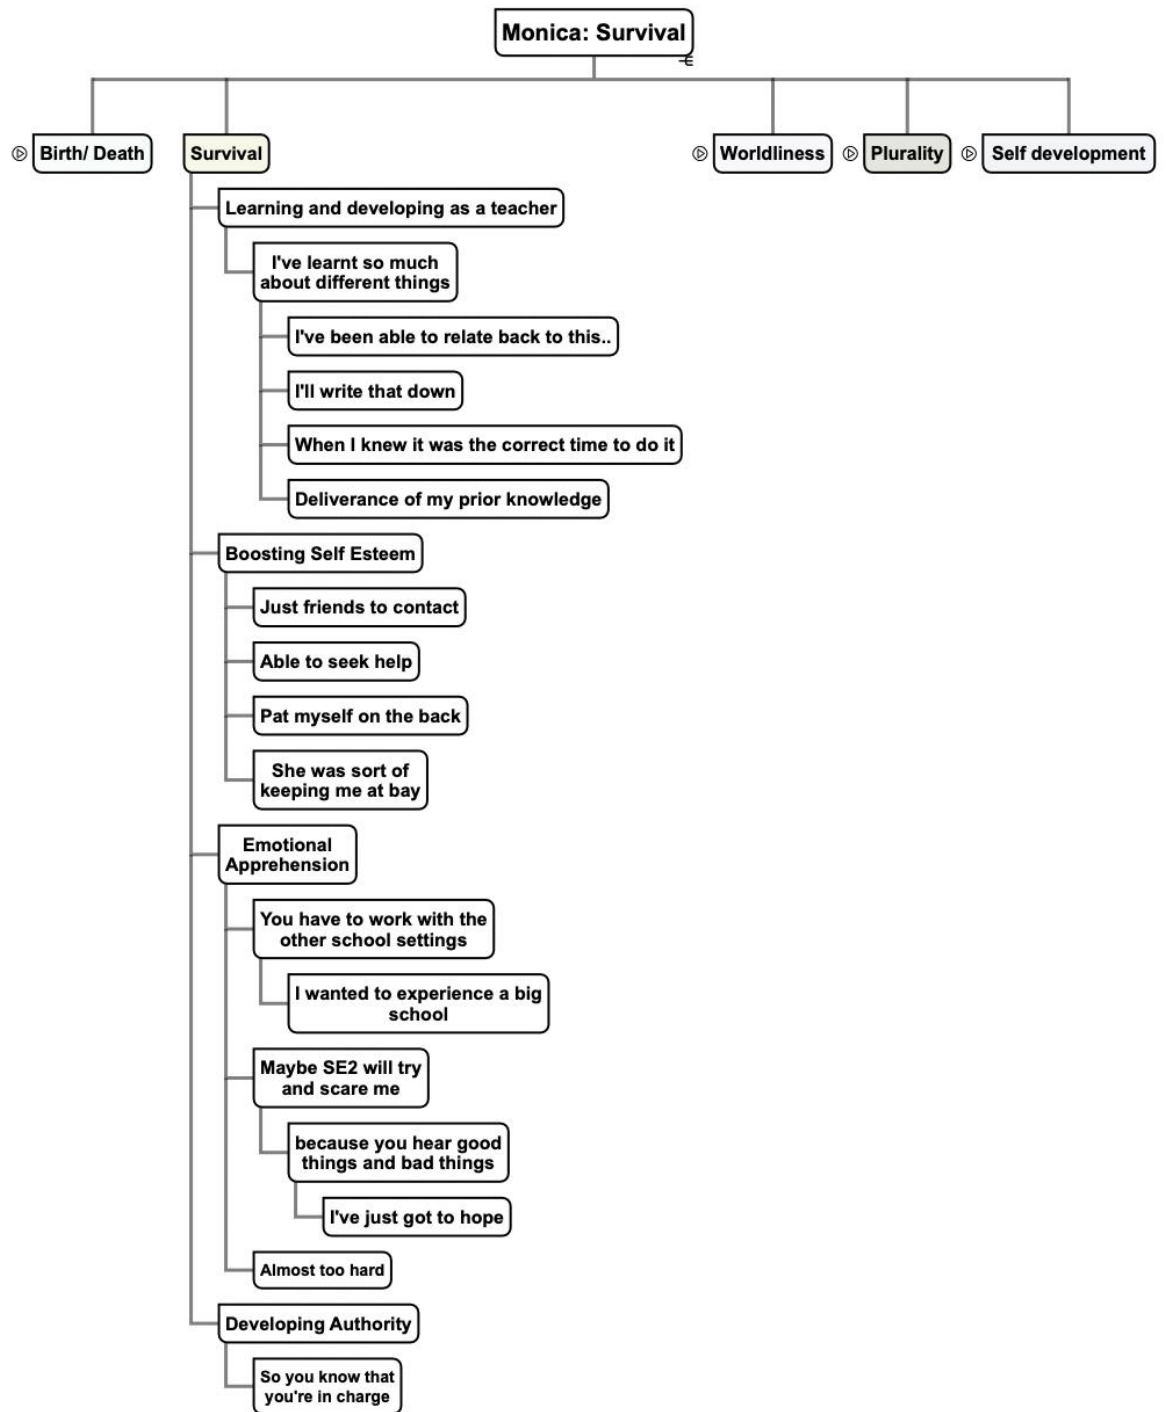 Monica: Survival
Birth/ Death
Survival
Worldliness
Plurality
Self development
Learning and developing as a teacher
I've learnt so much
about different things
I've been able to relate back to this..
I'll write that down
When I knew it was the correct time to do it
Deliverance of my prior knowledge
Boosting Self Esteem
Just friends to contact
Able to seek help
Pat myself on the back
She was sort of
keeping me at bay
Emotional
Apprehension
You have to work with the
other school settings
I wanted to experience a big
school
Maybe SE2 will try
and scare me
because you hear good
things and bad things
I've just got to hope
Almost too hard
Developing Authority
So you know that
you're in charge